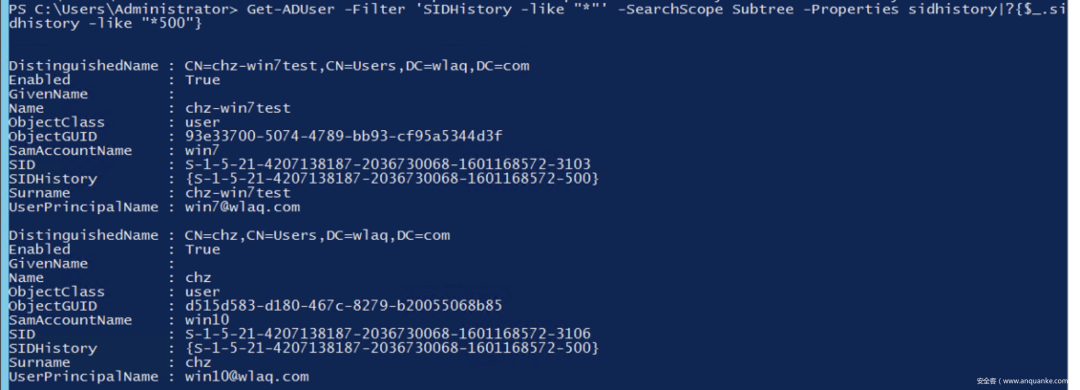 PS C:\Users\Administrator> Get-ADUser -Filter 'SIDHistory -like "*"' -SearchScope Subtree -Properties sidhistory|?{$_.si
dhistory -like "*500"}
DistinguishedName : CN=chz-win7test,CN=Users,DC=wlaq,DC=com
Enabled : True
GivenName :
Name : chz-win7test
ObjectClass : user
ObjectGUID : 93e33700-5074-4789-bb93-cf95a5344d3f
SamAccountName : win7
SID : S-1-5-21-4207138187-2036730068-1601168572-3103
SIDHistory : {S-1-5-21-4207138187-2036730068-1601168572-500}
Surname : chz-win7test
UserPrincipalName : win7@wlaq.com
DistinguishedName : CN=chz,CN=Users,DC=wlaq,DC=com
Enabled : True
GivenName :
Name : chz
ObjectClass : user
ObjectGUID : d515d583-d180-467c-8279-b20055068b85
SamAccountName : win10
SID : S-1-5-21-4207138187-2036730068-1601168572-3106
SIDHistory : {S-1-5-21-4207138187-2036730068-1601168572-500}
Surname : chz
UserPrincipalName : win10@wlaq.com
安全客（www.anquanke.com